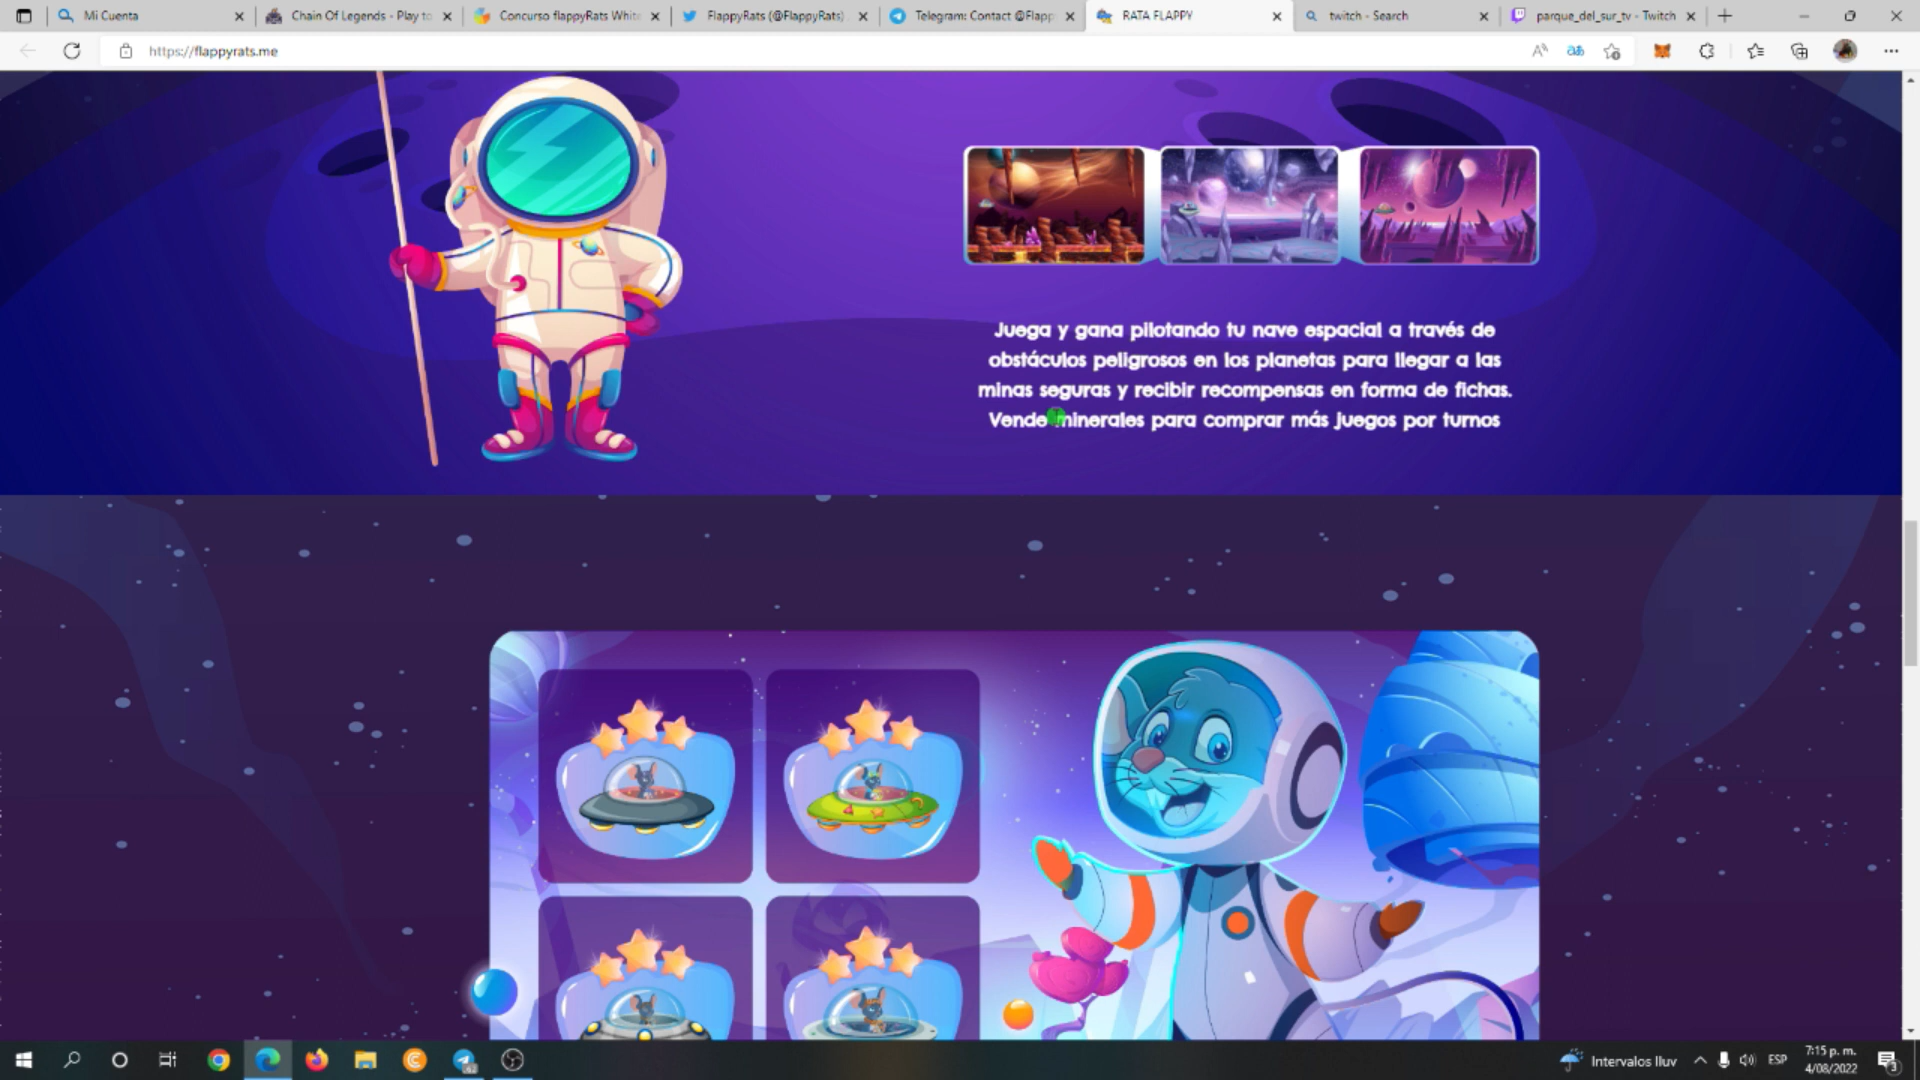 Mi Cuenta
Chain Of Legends - Play to
Concurso flappyRats White
FlappyRats (@FlappyRats)
Telegram: Contact @Flapp
RATA FLAPPY
twitch - Search
parque_del_sur_tv - Twitch
https://flappyrats.me
Juega y gana pilotando tu nave espacial a través de
obstáculos peligrosos en los planetas para llegar a las
minas seguras y recibir recompensas en forma de fichas.
Vende minerales para comprar más juegos por turnos
Intervalos lluv
ESP
7:15 p. m.
4/08/2022
3